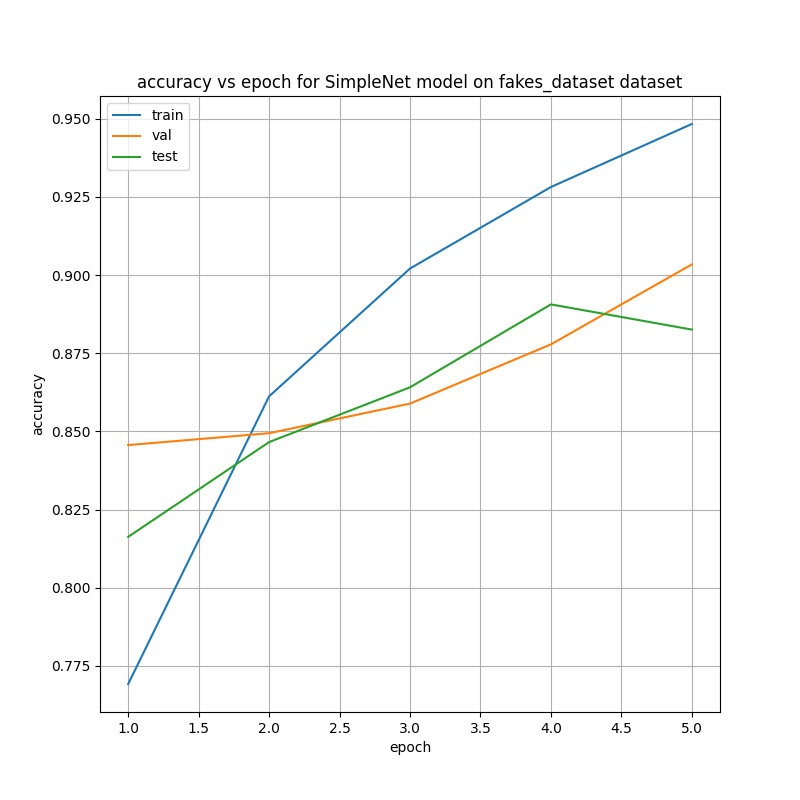 accuracy vs epoch for SimpleNet model on fakes_dataset dataset
train
val
test
0.950
0.925
0.900
0.875
0.850
0.825
0.800
0.775
accuracy
1.0 1.5 2.0 2.5 3.0 3.5 4.0 4.5 5.0
epoch